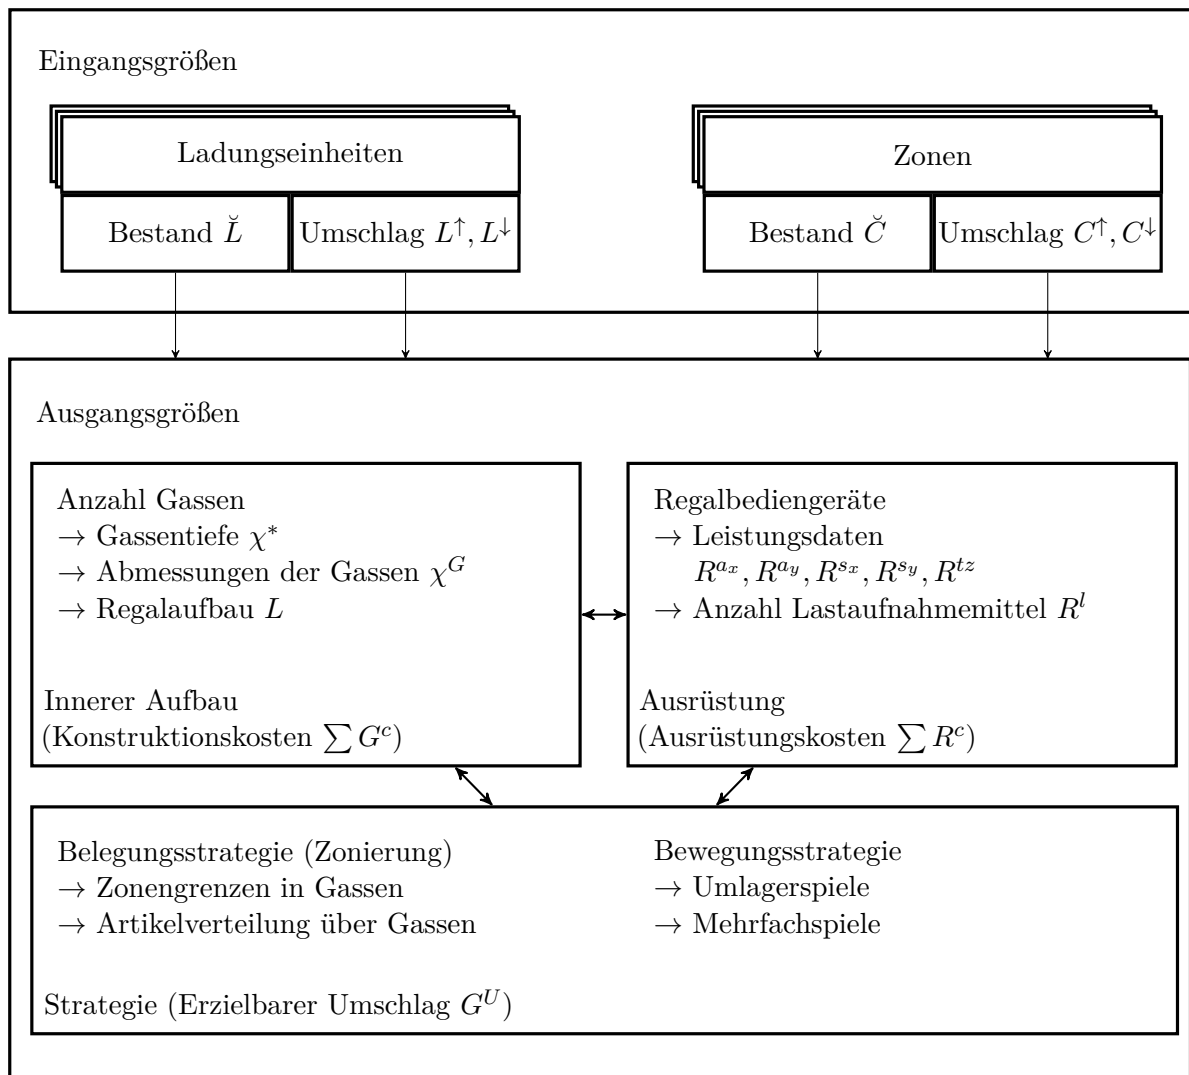 Eingangsgrößen
Ladungseinheiten
Zonen
Bestand L̆
Umschlag L↑, L↓
Bestand C̆
Umschlag C↑, C↓
Ausgangsgrößen
Anzahl Gassen
→ Gassentiefe χ*
→ Abmessungen der Gassen χ^G
→ Regalaufbau L
Innerer Aufbau
(Konstruktionskosten ∑ G^c)
Regalbediengeräte
→ Leistungsdaten
R^{a_x}, R^{a_y}, R^{s_x}, R^{s_y}, R^{tz}
→ Anzahl Lastaufnahmemittel R^l
Ausrüstung
(Ausrüstungskosten ∑ R^c)
Belegungsstrategie (Zonierung)
→ Zonengrenzen in Gassen
→ Artikelverteilung über Gassen
Bewegungsstrategie
→ Umlagerspiele
→ Mehrfachspiele
Strategie (Erzielbarer Umschlag G^U)